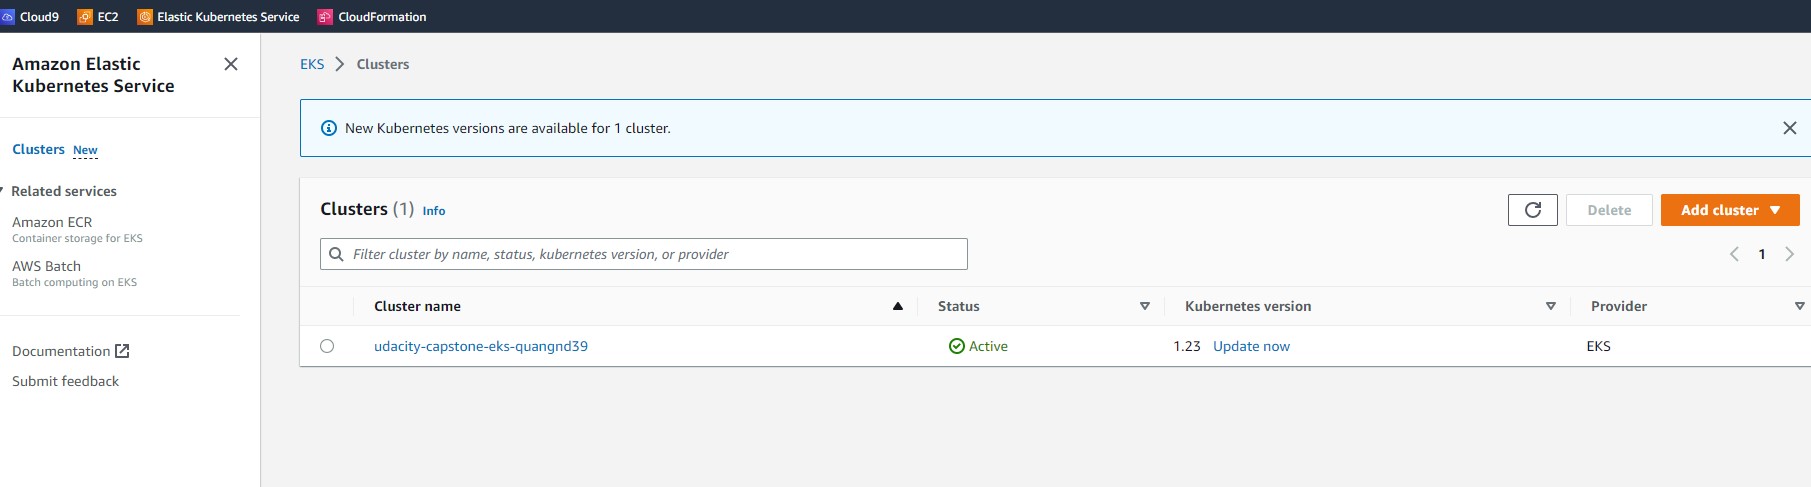 Cloud9 EC2 Elastic Kubernetes Service CloudFormation
Amazon Elastic
Kubernetes Service
Clusters New
Related services
Amazon ECR
Container storage for EKS
AWS Batch
Batch computing on EKS
Documentation
Submit feedback
EKS Clusters
New Kubernetes versions are available for 1 cluster.
Clusters (1) Info
Delete
Add cluster
Filter cluster by name, status, kubernetes version, or provider
1
Cluster name Status Kubernetes version Provider
udacity-capstone-eks-quangnd39 Active 1.23 Update now EKS